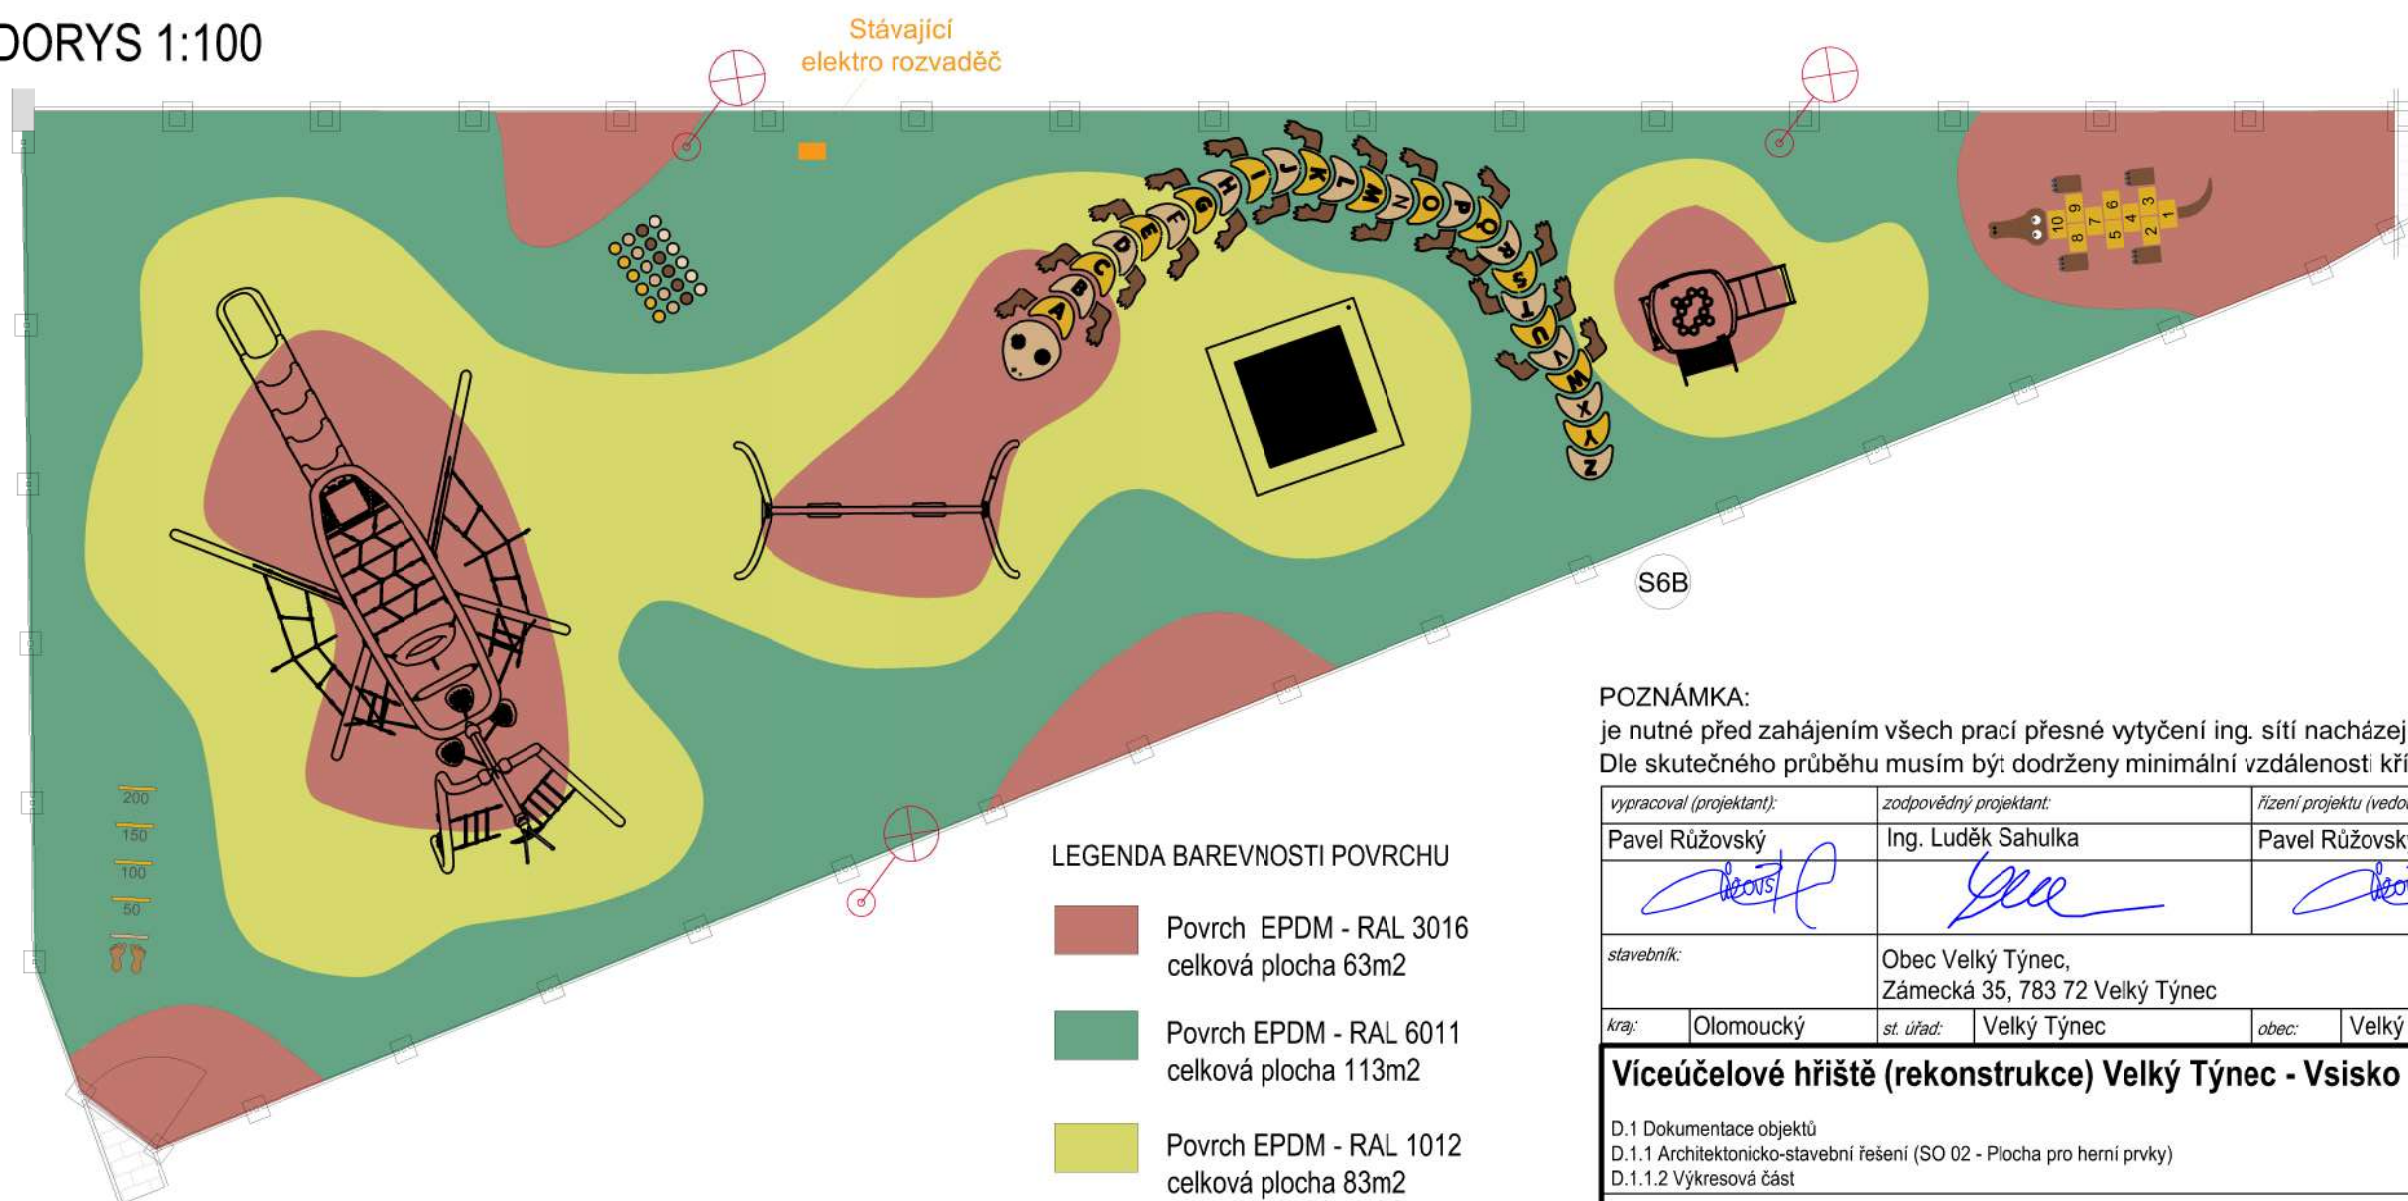 DORYS 1:100
Stávající
elektro rozvaděč
A
B
C
D
E
F
G
H
I
J
K
L
M
N
O
P
Q
R
S
T
U
V
W
X
Y
Z
10 9
8 7 6
5 4 3
2 1
S6B
200
150
100
50
LEGENDA BAREVNOSTI POVRCHU
Povrch EPDM - RAL 3016
celková plocha 63m2
Povrch EPDM - RAL 6011
celková plocha 113m2
Povrch EPDM - RAL 1012
celková plocha 83m2
POZNÁMKA:
je nutné před zahájením všech prací přesné vytyčení ing. sítí nacházej
Dle skutečného průběhu musím být dodrženy minimální vzdálenosti kří
vypracoval (projektant): zodpovědný projektant: řízení projektu (vedou
Pavel Růžovský Ing. Luděk Sahulka Pavel Růžovsk
stavebník: Obec Velký Týnec,
Zámecká 35, 783 72 Velký Týnec
kraj: Olomoucký st. úřad: Velký Týnec obec: Velký
Víceúčelové hřiště (rekonstrukce) Velký Týnec - Vsisko
D.1 Dokumentace objektů
D.1.1 Architektonicko-stavební řešení (SO 02 - Plocha pro herní prvky)
D.1.1.2 Výkresová část